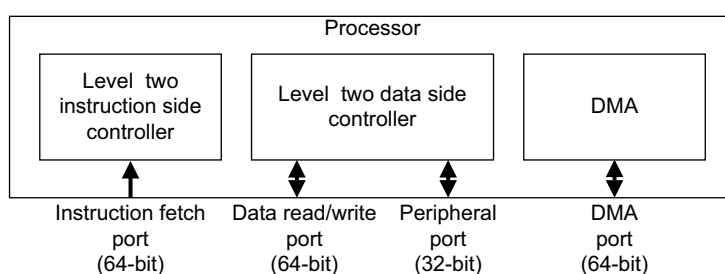 Processor
Level two
instruction side
controller
Level two data side
controller
DMA
Instruction fetch
port
(64-bit)
Data read/write
port
(64-bit)
Peripheral
port
(32-bit)
DMA
port
(64-bit)